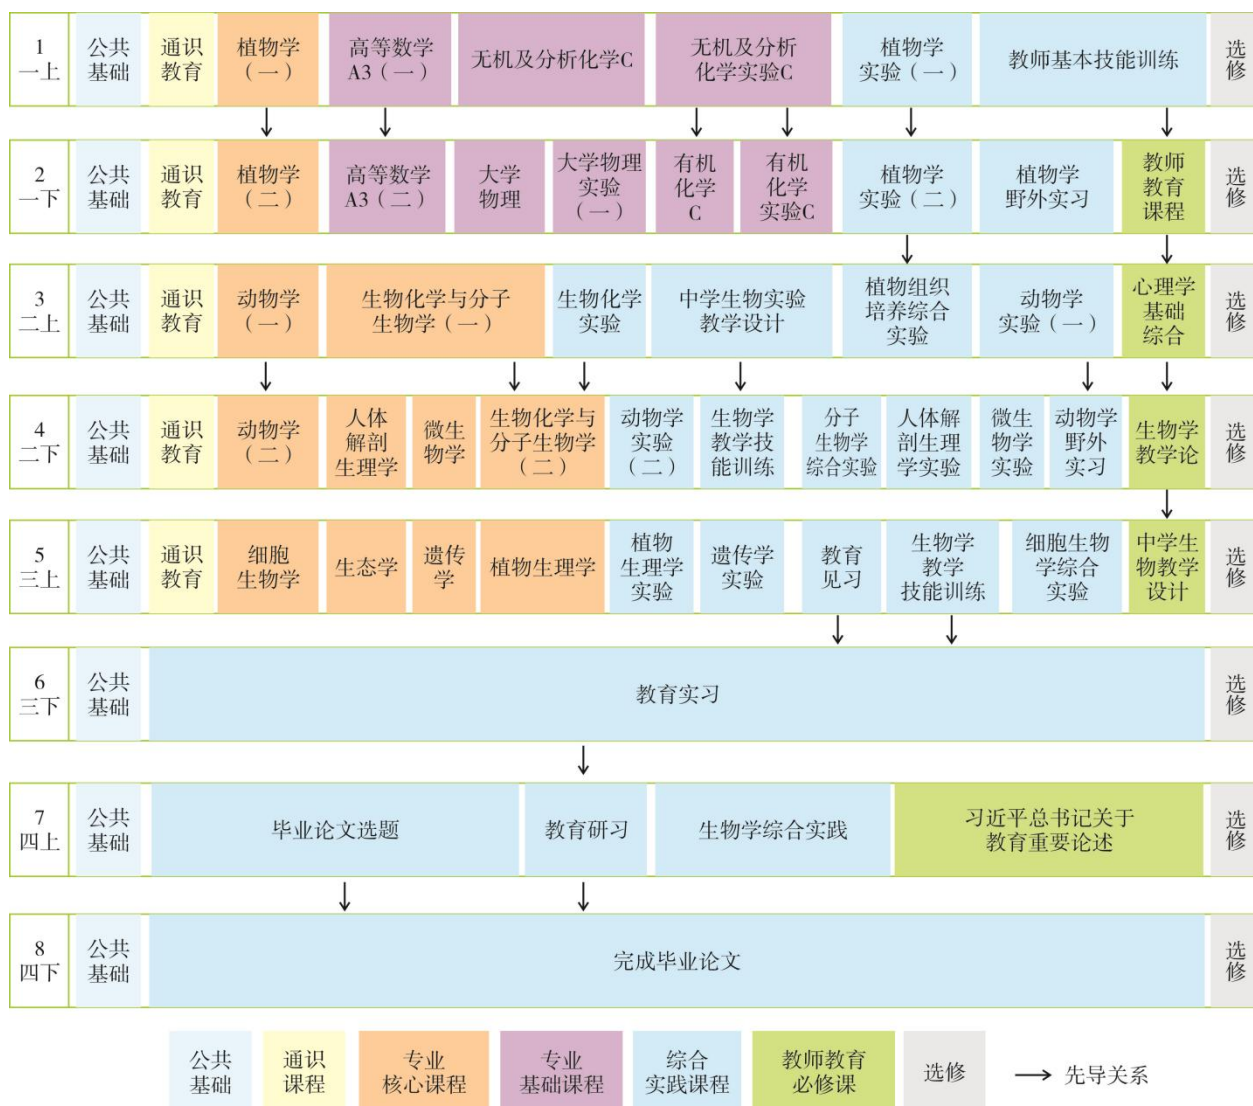 1
一上
公共
基础
通识
教育
植物学
（一）
高等数学
A3（一）
无机及分析化学C
无机及分析
化学实验C
植物学
实验（一）
教师基本技能训练
选
修
2
一下
公共
基础
通识
教育
植物学
（二）
高等数学
A3（二）
大学
物理
大学物理
实验
（一）
有机
化学
C
有机
化学
实验C
植物学
实验（二）
植物学
野外实习
教师
教育
课程
选
修
3
二上
公共
基础
通识
教育
动物学
（一）
生物化学与分子
生物学（一）
生物化学
实验
中学生物实验
教学设计
植物组织
培养综合
实验
动物学
实验（一）
心理学
基础
综合
选
修
4
二下
公共
基础
通识
教育
动物学
（二）
人体
解剖
生理学
微生
物学
生物化学与
分子生物学
（二）
动物学
实验
（二）
生物学
教学技
能训练
分子
生物学
综合实验
人体解
剖生理
学实验
微生
物学
实验
动物学
野外
实习
生物学
教学论
选
修
5
三上
公共
基础
通识
教育
细胞
生物学
生态学
遗传
学
植物生理学
植物
生理学
实验
遗传学
实验
教育
见习
生物学
教学
技能训练
细胞生物
学综合
实验
中学生
物教学
设计
选
修
6
三下
公共
基础
教育实习
选
修
7
四上
公共
基础
毕业论文选题
教育研习
生物学综合实践
习近平总书记关于
教育重要论述
选
修
8
四下
公共
基础
完成毕业论文
选
修
公共
基础
通识
课程
专业
核心课程
专业
基础课程
综合
实践课程
教师教育
必修课
选修
先导关系